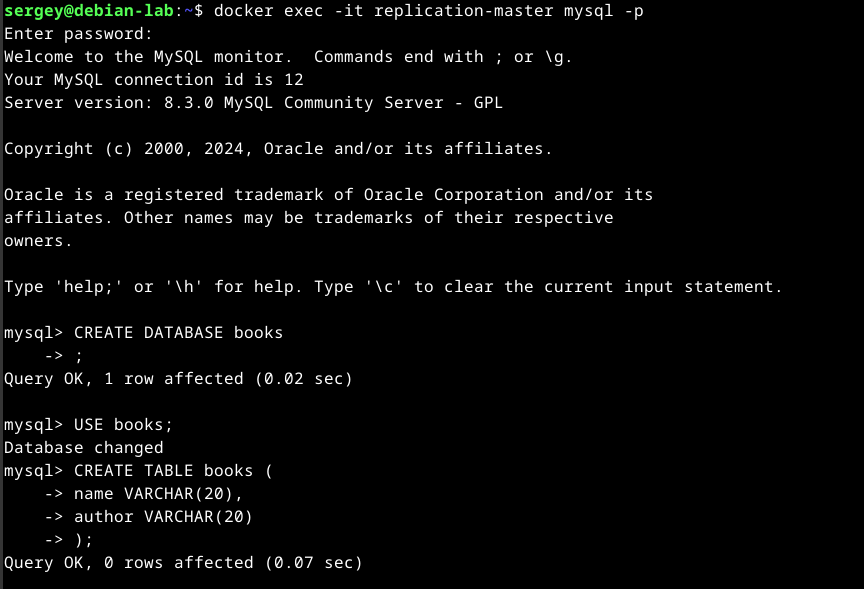 sergey@debian-lab:~$ docker exec -it replication-master mysql -p
Enter password:
Welcome to the MySQL monitor.  Commands end with ; or \g.
Your MySQL connection id is 12
Server version: 8.3.0 MySQL Community Server - GPL

Copyright (c) 2000, 2024, Oracle and/or its affiliates.

Oracle is a registered trademark of Oracle Corporation and/or its
affiliates. Other names may be trademarks of their respective
owners.

Type 'help;' or '\h' for help. Type '\c' to clear the current input statement.

mysql> CREATE DATABASE books
    -> ;
Query OK, 1 row affected (0.02 sec)

mysql> USE books;
Database changed
mysql> CREATE TABLE books (
    -> name VARCHAR(20),
    -> author VARCHAR(20)
    -> );
Query OK, 0 rows affected (0.07 sec)